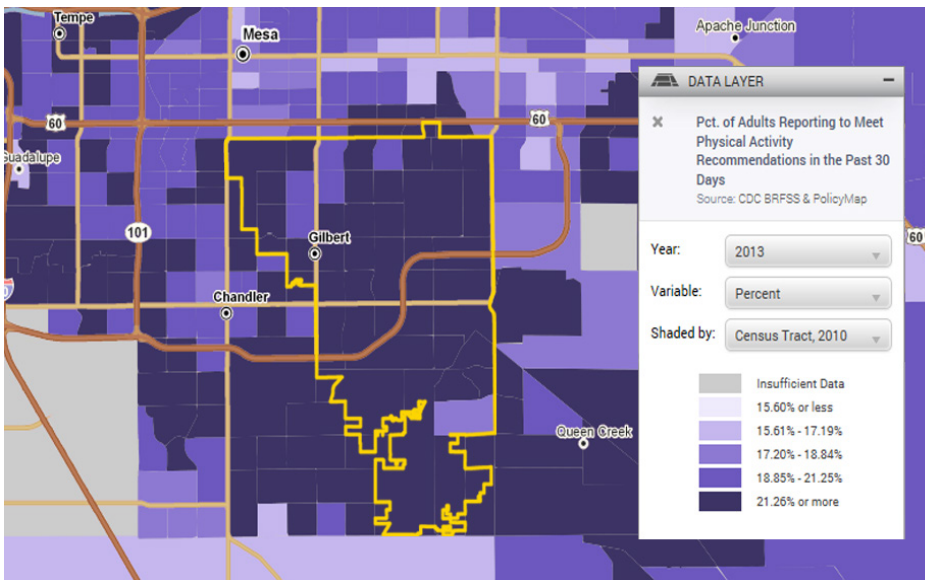 Tempe
Mesa
Apache Junction
60
60
Guadalupe
101
Gilbert
Chandler
Queen Creek
60
DATA LAYER
Pct. of Adults Reporting to Meet
Physical Activity
Recommendations in the Past 30
Days
Source: CDC BRFSS & PolicyMap
Year:
2013
Variable:
Percent
Shaded by:
Census Tract, 2010
Insufficient Data
15.60% or less
15.61% - 17.19%
17.20% - 18.84%
18.85% - 21.25%
21.26% or more